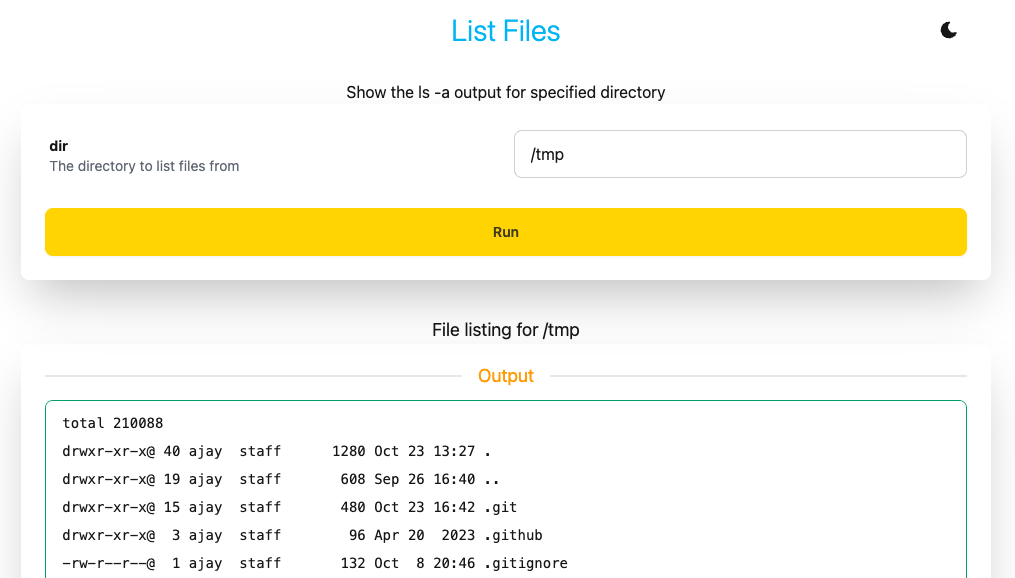 List Files
Show the ls -a output for specified directory
dir
The directory to list files from
/tmp
Run
File listing for /tmp
Output
total 210088
drwxr-xr-x@ 40 ajay  staff      1280 Oct 23 13:27 .
drwxr-xr-x@ 19 ajay  staff       608 Sep 26 16:40 ..
drwxr-xr-x@ 15 ajay  staff       480 Oct 23 16:42 .git
drwxr-xr-x@  3 ajay  staff        96 Apr 20  2023 .github
-rw-r--r--@  1 ajay  staff       132 Oct  8 20:46 .gitignore